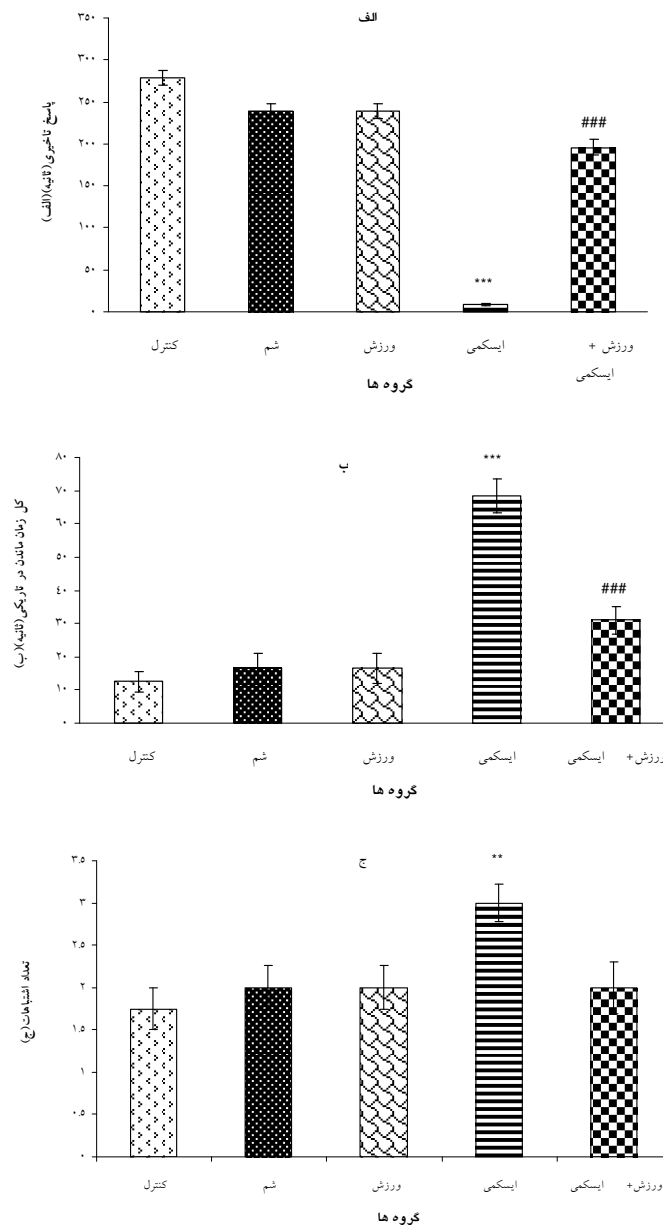 الف
پاسخ تاخیری(ثانیه)(الف)
۳۵۰
۳۰۰
۲۵۰
۲۰۰
۱۵۰
۱۰۰
۵۰
۰
###
***
کنترل
شم
ورزش
ایسکمی
ورزش +
ایسکمی
گروه ها
ب
کل زمان ماندن در تاریکی(ثانیه)(ب)
۸۰
۷۰
۶۰
۵۰
۴۰
۳۰
۲۰
۱۰
۰
***
###
کنترل
شم
ورزش
ایسکمی
ورزش+ ایسکمی
گروه ها
ج
تعداد اشتباهات(ج)
۳.۵
۳
۲.۵
۲
۱.۵
۱
۰.۵
۰
**
کنترل
شم
ورزش
ایسکمی
ورزش+ ایسکمی
گروه ها